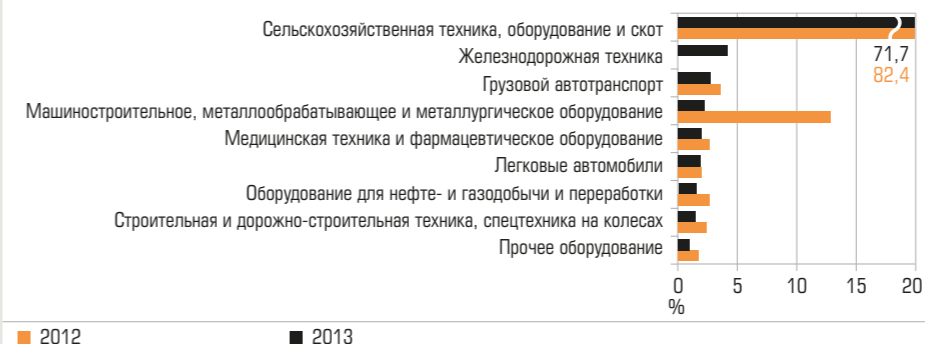 Сельскохозяйственная техника, оборудование и скот
Железнодорожная техника
71,7
Грузовой автотранспорт
82,4
Машиностроительное, металлообрабатывающее и металлургическое оборудование
Медицинская техника и фармацевтическое оборудование
Легковые автомобили
Оборудование для нефте- и газодобычи и переработки
Строительная и дорожно-строительная техника, спецтехника на колесах
Прочее оборудование
0 5 10 15 20
%
2012 2013